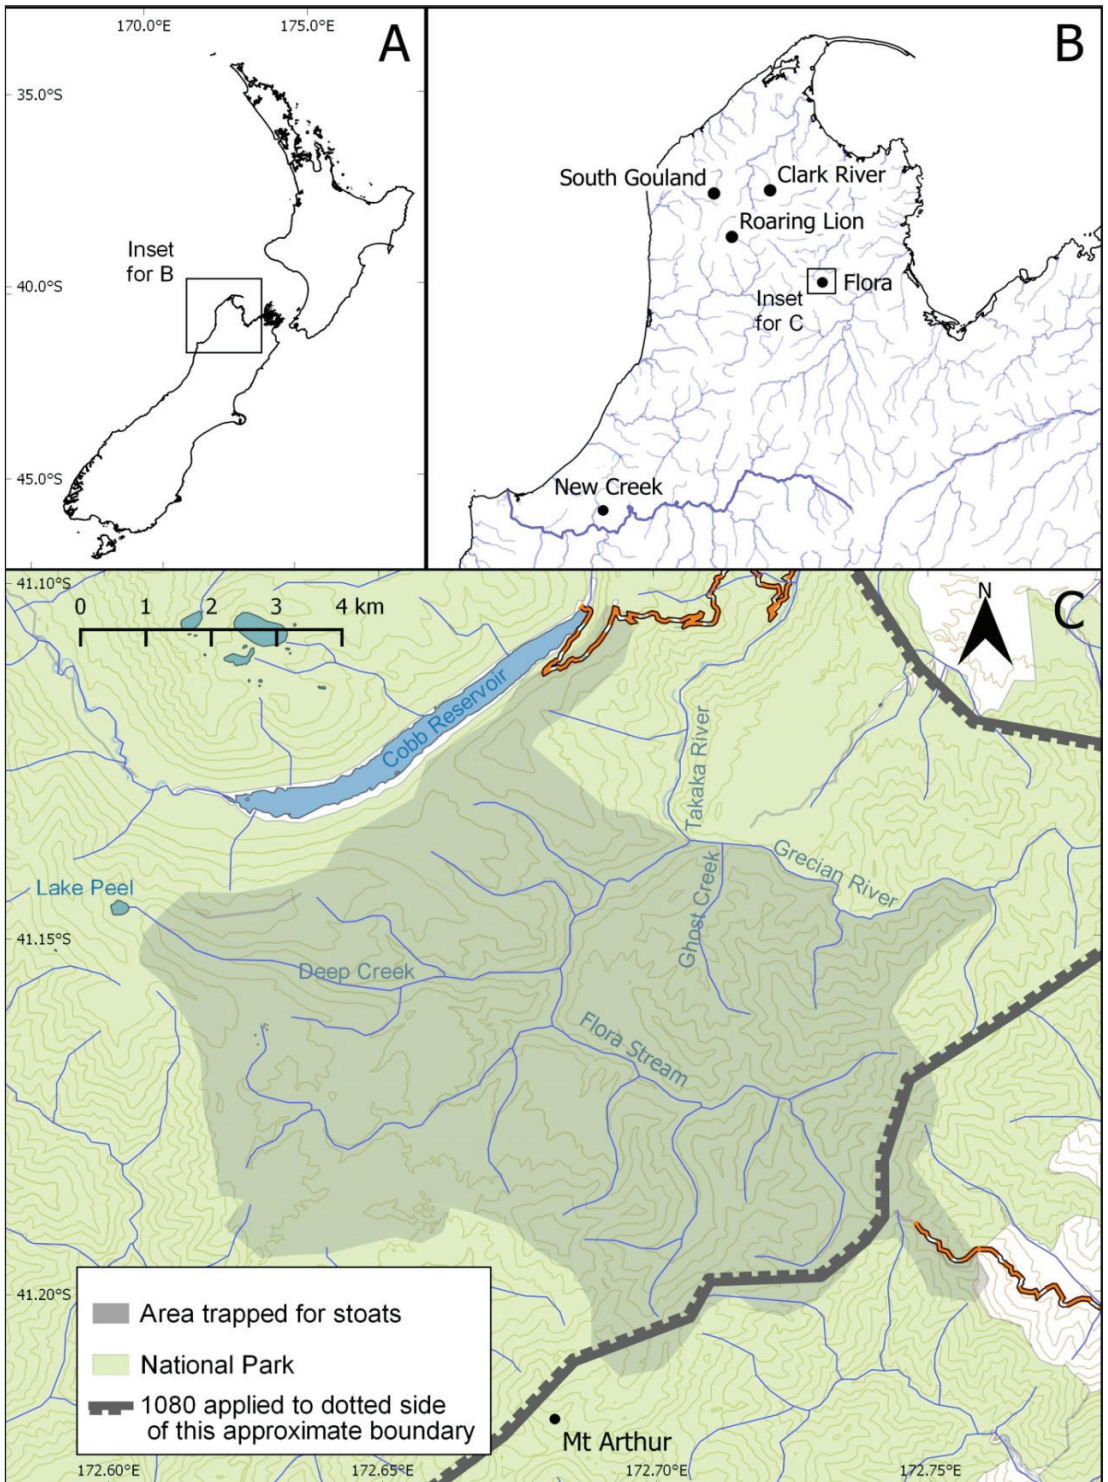 170.0°E
175.0°E
A
35.0°S
40.0°S
45.0°S
Inset
for B
B
South Gouland
Clark River
Roaring Lion
Flora
Inset
for C
New Creek
41.10°S
0 1 2 3 4 km
N
C
Cobb Reservoir
Takaka River
Grecian River
Ghost Creek
Lake Peel
41.15°S
Deep Creek
Flora Stream
41.20°S
Area trapped for stoats
National Park
1080 applied to dotted side
of this approximate boundary
Mt Arthur
172.60°E
172.65°E
172.70°E
172.75°E